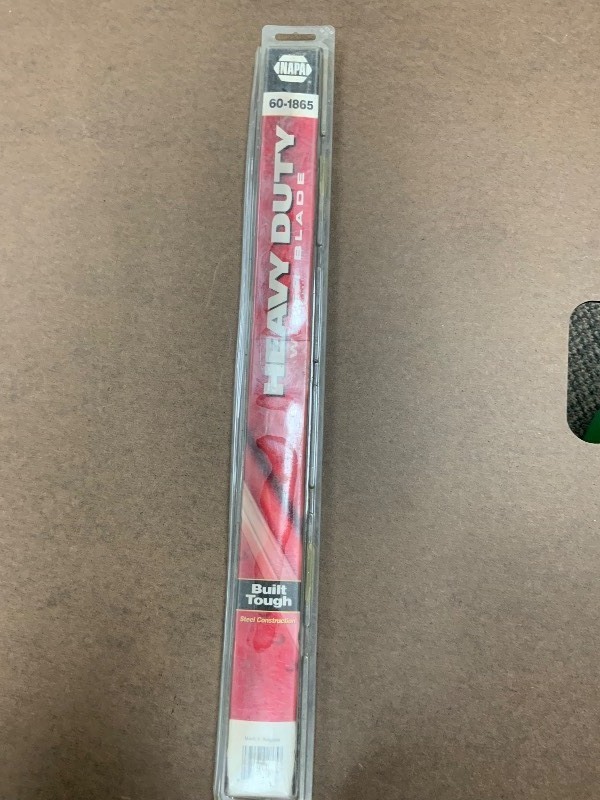 NAPA
60-1865
HEAVY DUTY
BLADE
Built
Tough
Steel Construction